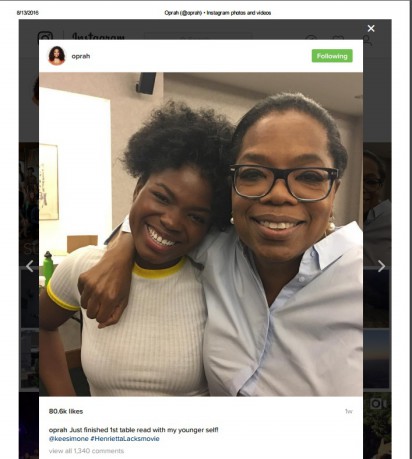 8/13/2016 Oprah (@oprah) • Instagram photos and videos
Instagram
oprah Following
80.6k likes 1w
oprah Just finished 1st table read with my younger self!
@keesimone #HenriettaLacksmovie
view all 1,340 comments